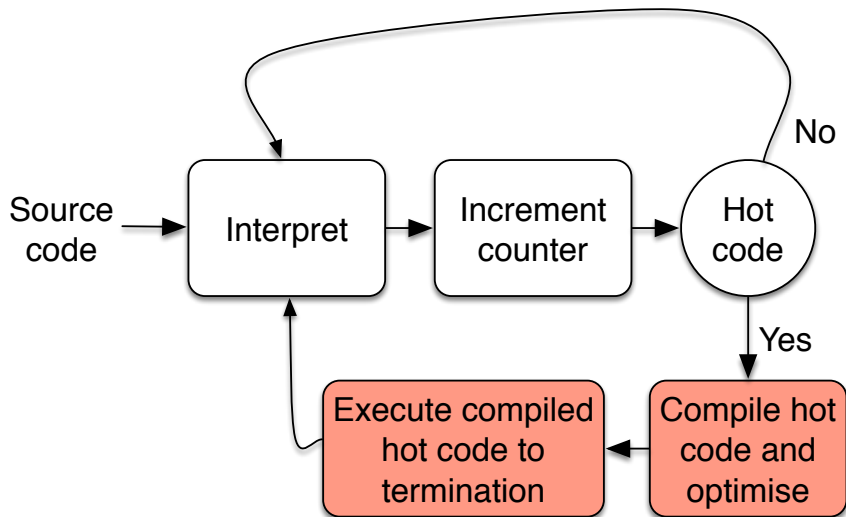 No
Source
code
Interpret
Increment
counter
Hot
code
Yes
Execute compiled
hot code to
termination
Compile hot
code and
optimise